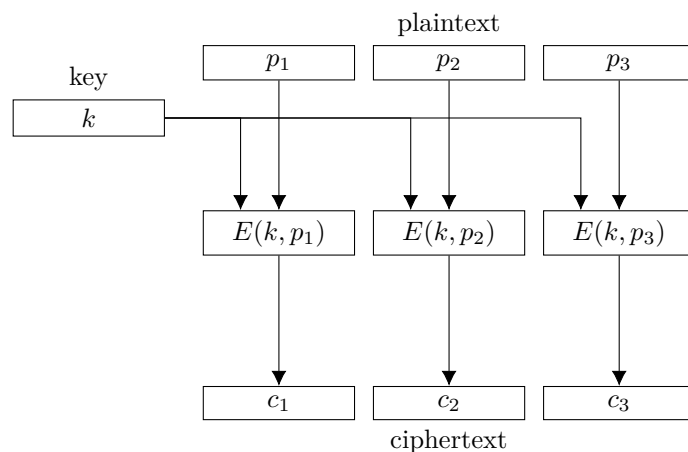 plaintext
p₁ p₂ p₃
key
k
E(k, p₁) E(k, p₂) E(k, p₃)
c₁ c₂ c₃
ciphertext